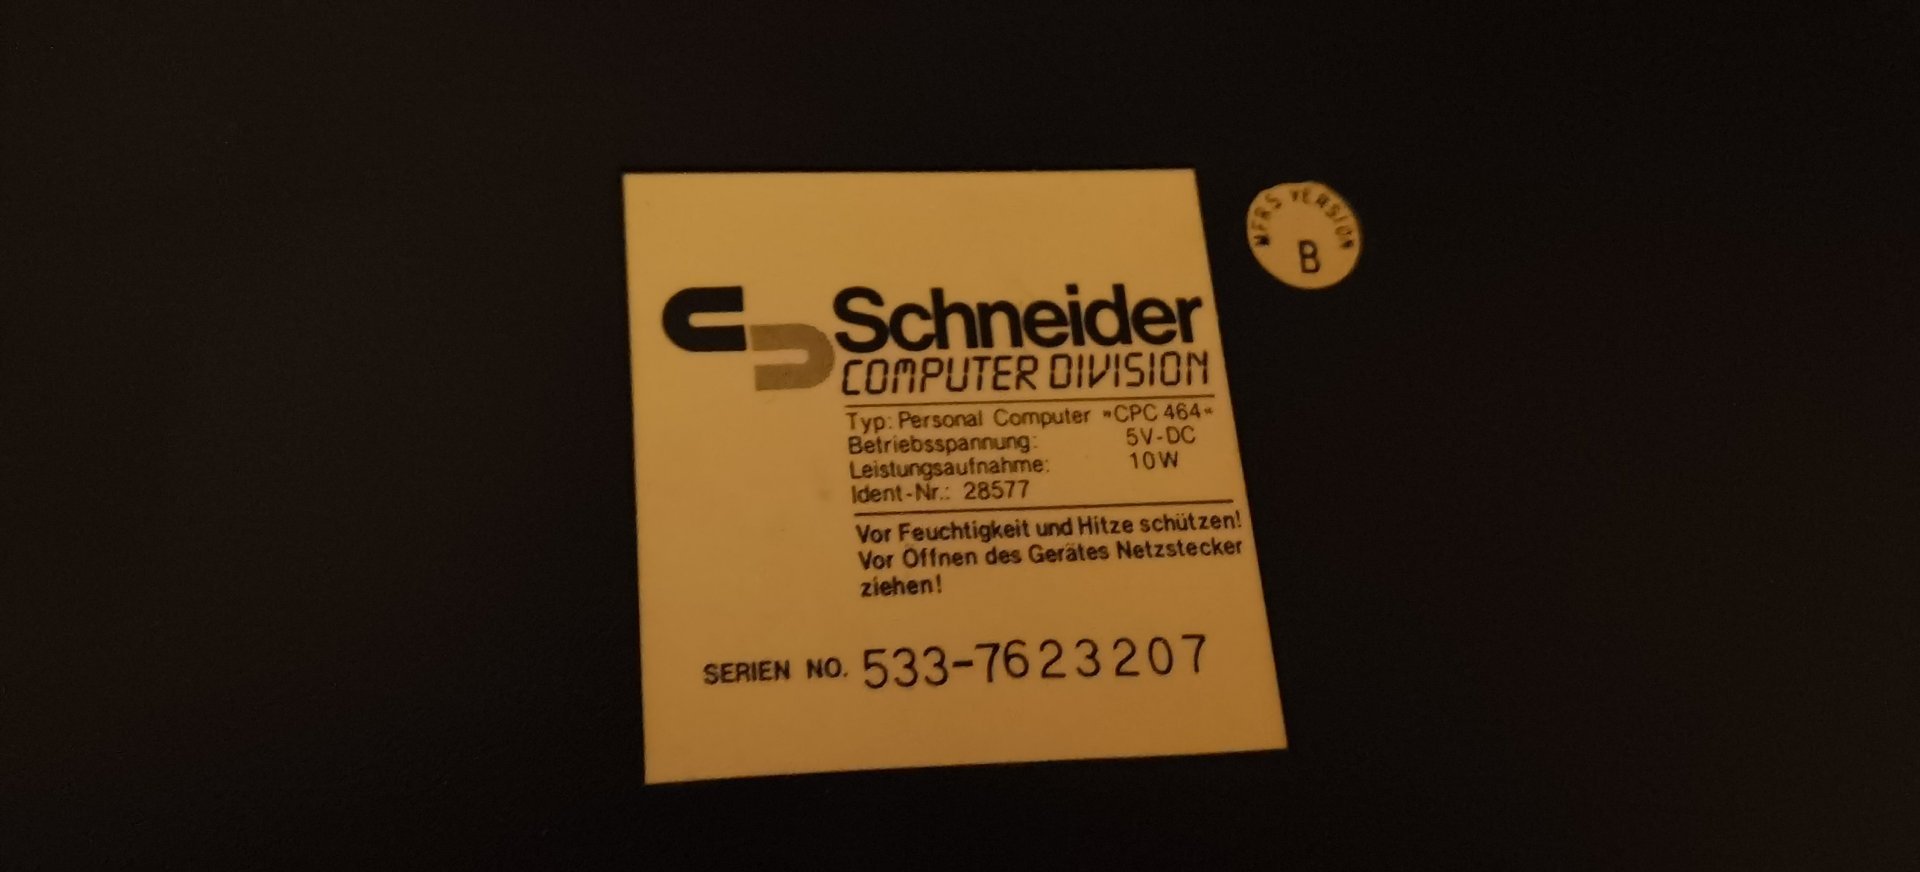 Schneider
COMPUTER DIVISION
Typ: Personal Computer »CPC 464«
Betriebsspannung: 5V-DC
Leistungsaufnahme: 10W
Ident-Nr.: 28577
Vor Feuchtigkeit und Hitze schützen!
Vor Öffnen des Gerätes Netzstecker
ziehen!
SERIEN NO. 533-7623207
MFRS VERSION
B